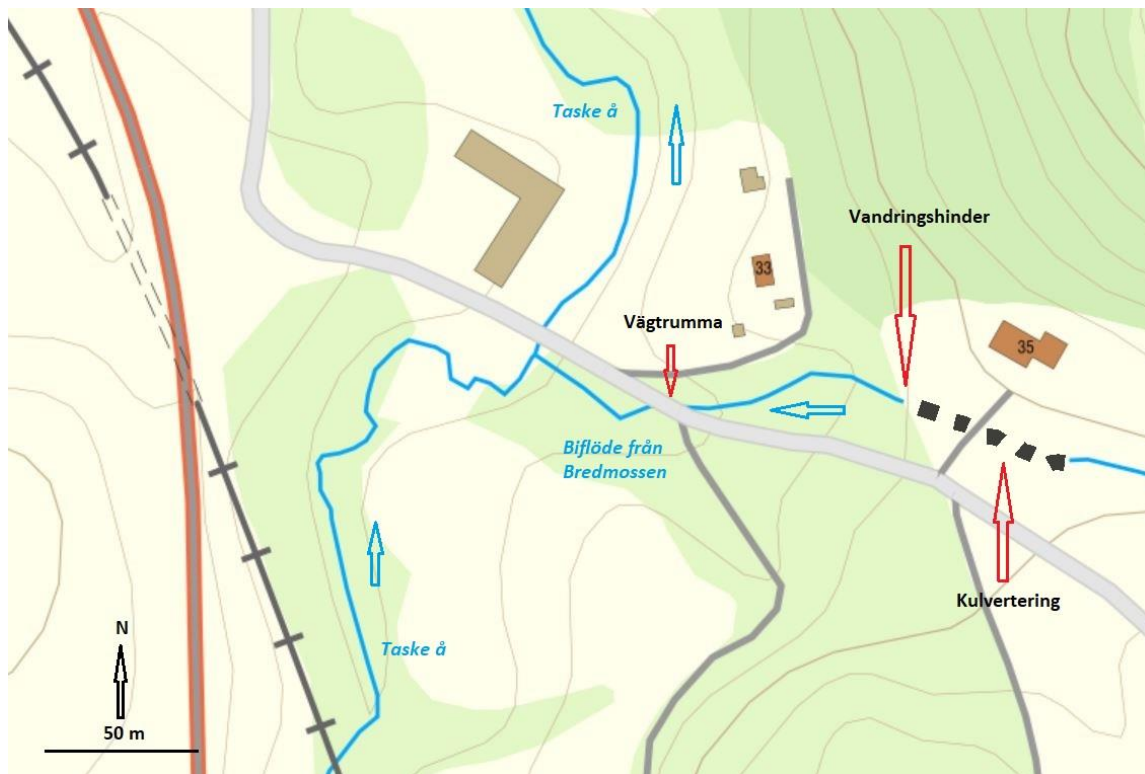 Taske å
Vandringshinder
33
Vägtrumma
35
Biflöde från
Bredmossen
Kulvertering
N
Taske å
50 m